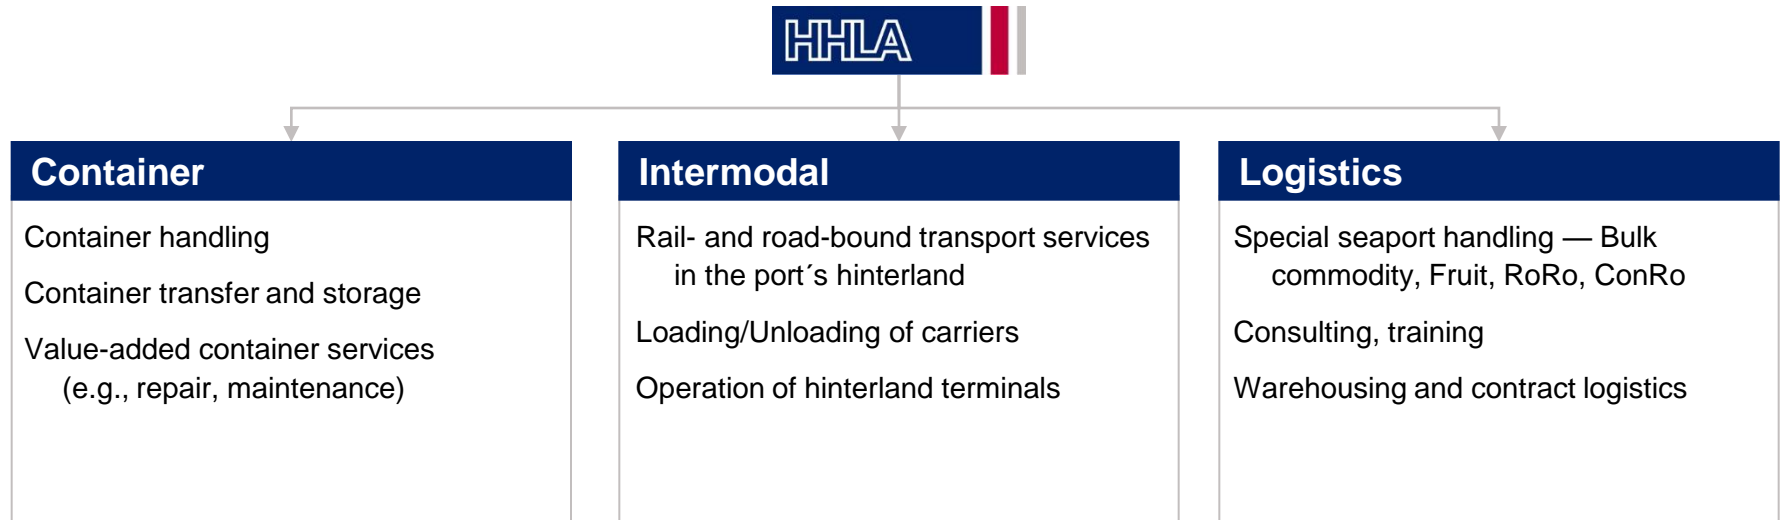 HHLA
Container
Container handling
Container transfer and storage
Value-added container services
(e.g., repair, maintenance)
Intermodal
Rail- and road-bound transport services
in the port´s hinterland
Loading/Unloading of carriers
Operation of hinterland terminals
Logistics
Special seaport handling — Bulk
commodity, Fruit, RoRo, ConRo
Consulting, training
Warehousing and contract logistics